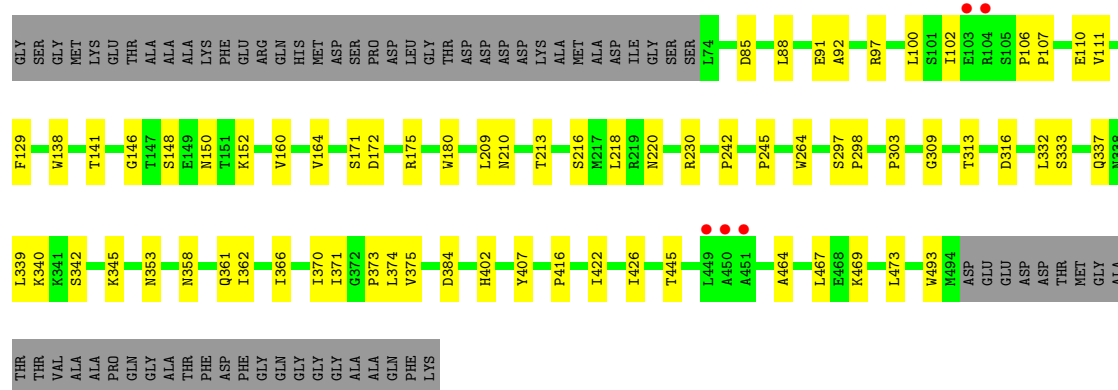 GLY SER GLY MET LYS GLU THR ALA ALA ALA LYS PHE GLU ARG GLN HIS MET ASP SER PRO ASP LEU GLY THR ASP ASP ASP ASP LYS ALA MET ALA ASP ILE GLY SER SER L74 D85 L88 E91 A92 R97 L100 S101 I102 E103 R104 S105 P106 P107 E110 V111
F129 W138 T141 G146 T147 S148 E149 N150 T151 K152 V160 V164 S171 D172 R175 W180 L209 N210 T213 S216 M217 L218 R219 N220 R230 P242 P245 W264 S297 P298 P303 G309 T313 D316 L332 S333 Q337
L339 K340 K341 S342 K345 N353 N358 Q361 I362 I366 I370 I371 G372 P373 L374 V375 D384 H402 Y407 P416 I422 I426 T445 L449 A450 A451 A464 L467 E468 K469 L473 W493 M494 ASP GLU GLU ASP ASP THR MET GLY ALA
THR THR VAL ALA ALA PRO GLN GLY ALA THR PHE ASP PHE GLY GLN GLY GLY GLY ALA ALA GLN PHE LYS